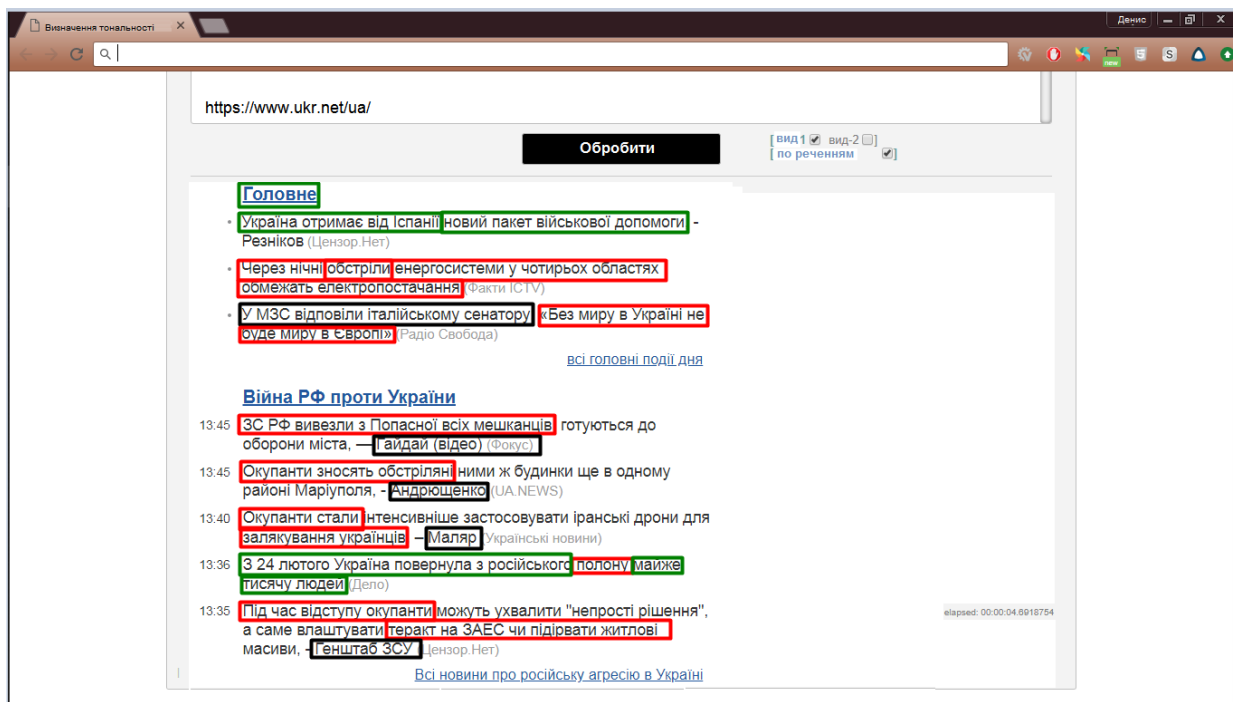 Визначення тональності
Денис
new
S
https://www.ukr.net/ua/
Обробити
[ вид 1 вид-2 ]
[ по реченням ]
Головне
Україна отримає від Іспанії новий пакет військової допомоги -
Резніков (Цензор.Нет)
Через нічні обстріли енергосистеми у чотирьох областях
обмежать електропостачання (Факти ICTV)
У МЗС відповіли італійському сенатору «Без миру в Україні не
буде миру в Європі» (Радіо Свобода)
всі головні події дня
Війна РФ проти України
13:45 ЗС РФ вивезли з Попасної всіх мешканців готуються до
оборони міста, — Гайдай (відео) (Фокус)
13:45 Окупанти зносять обстріляні ними ж будинки ще в одному
районі Маріуполя, - Андрющенко (UA.NEWS)
13:40 Окупанти стали інтенсивніше застосовувати іранські дрони для
залякування українців – Маляр (Українські новини)
13:36 З 24 лютого Україна повернула з російського полону майже
тисячу людей (Дело)
13:35 Під час відступу окупанти можуть ухвалити "непрості рішення",
а саме влаштувати теракт на ЗАЕС чи підірвати житлові
масиви, - Генштаб ЗСУ (Цензор.Нет)
elapsed: 00:00:04.6918754
Всі новини про російську агресію в Україні